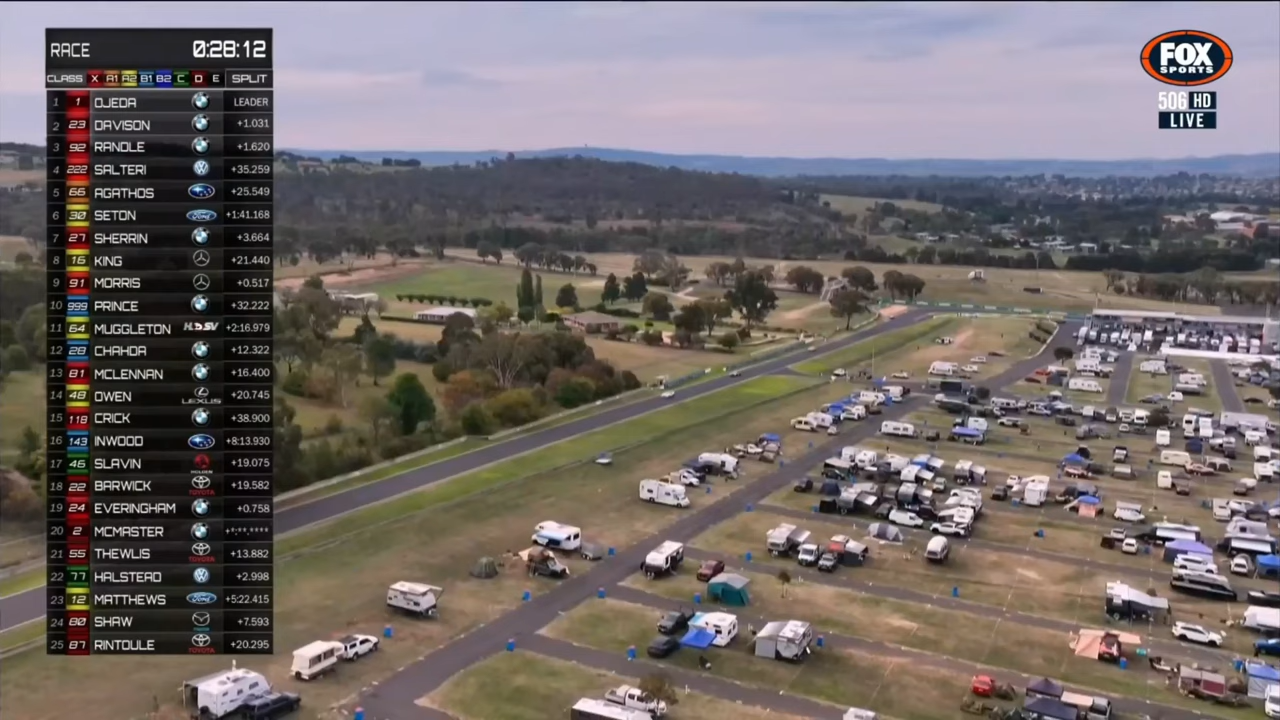 RACE 0:28:12
CLASS X A1 A2 B1 B2 C D E SPLIT
1 1 OJEDA LEADER
2 23 DAVISON +1.031
3 92 RANDLE +1.620
4 222 SALTERI +35.259
5 66 AGATHOS +25.549
6 30 SETON Ford +1:41.168
7 27 SHERRIN +3.664
8 16 KING +21.440
9 91 MORRIS +0.517
10 999 PRINCE +32.222
11 64 MUGGLETON HSV +2:16.979
12 28 CHAHDA +12.322
13 81 MCLENNAN +16.400
14 48 OWEN LEXUS +20.745
15 118 CRICK +38.900
16 143 INWOOD +8:13.930
17 46 SLAVIN HOLDEN +19.075
18 22 BARWICK TOYOTA +19.582
19 24 EVERINGHAM +0.758
20 2 MCMASTER +*:**.****
21 55 THEWLIS TOYOTA +13.882
22 77 HALSTEAD +2.998
23 12 MATTHEWS Ford +5:22.415
24 80 SHAW +7.593
25 87 RINTOULE TOYOTA +20.295
FOX
SPORTS
506 HD
LIVE